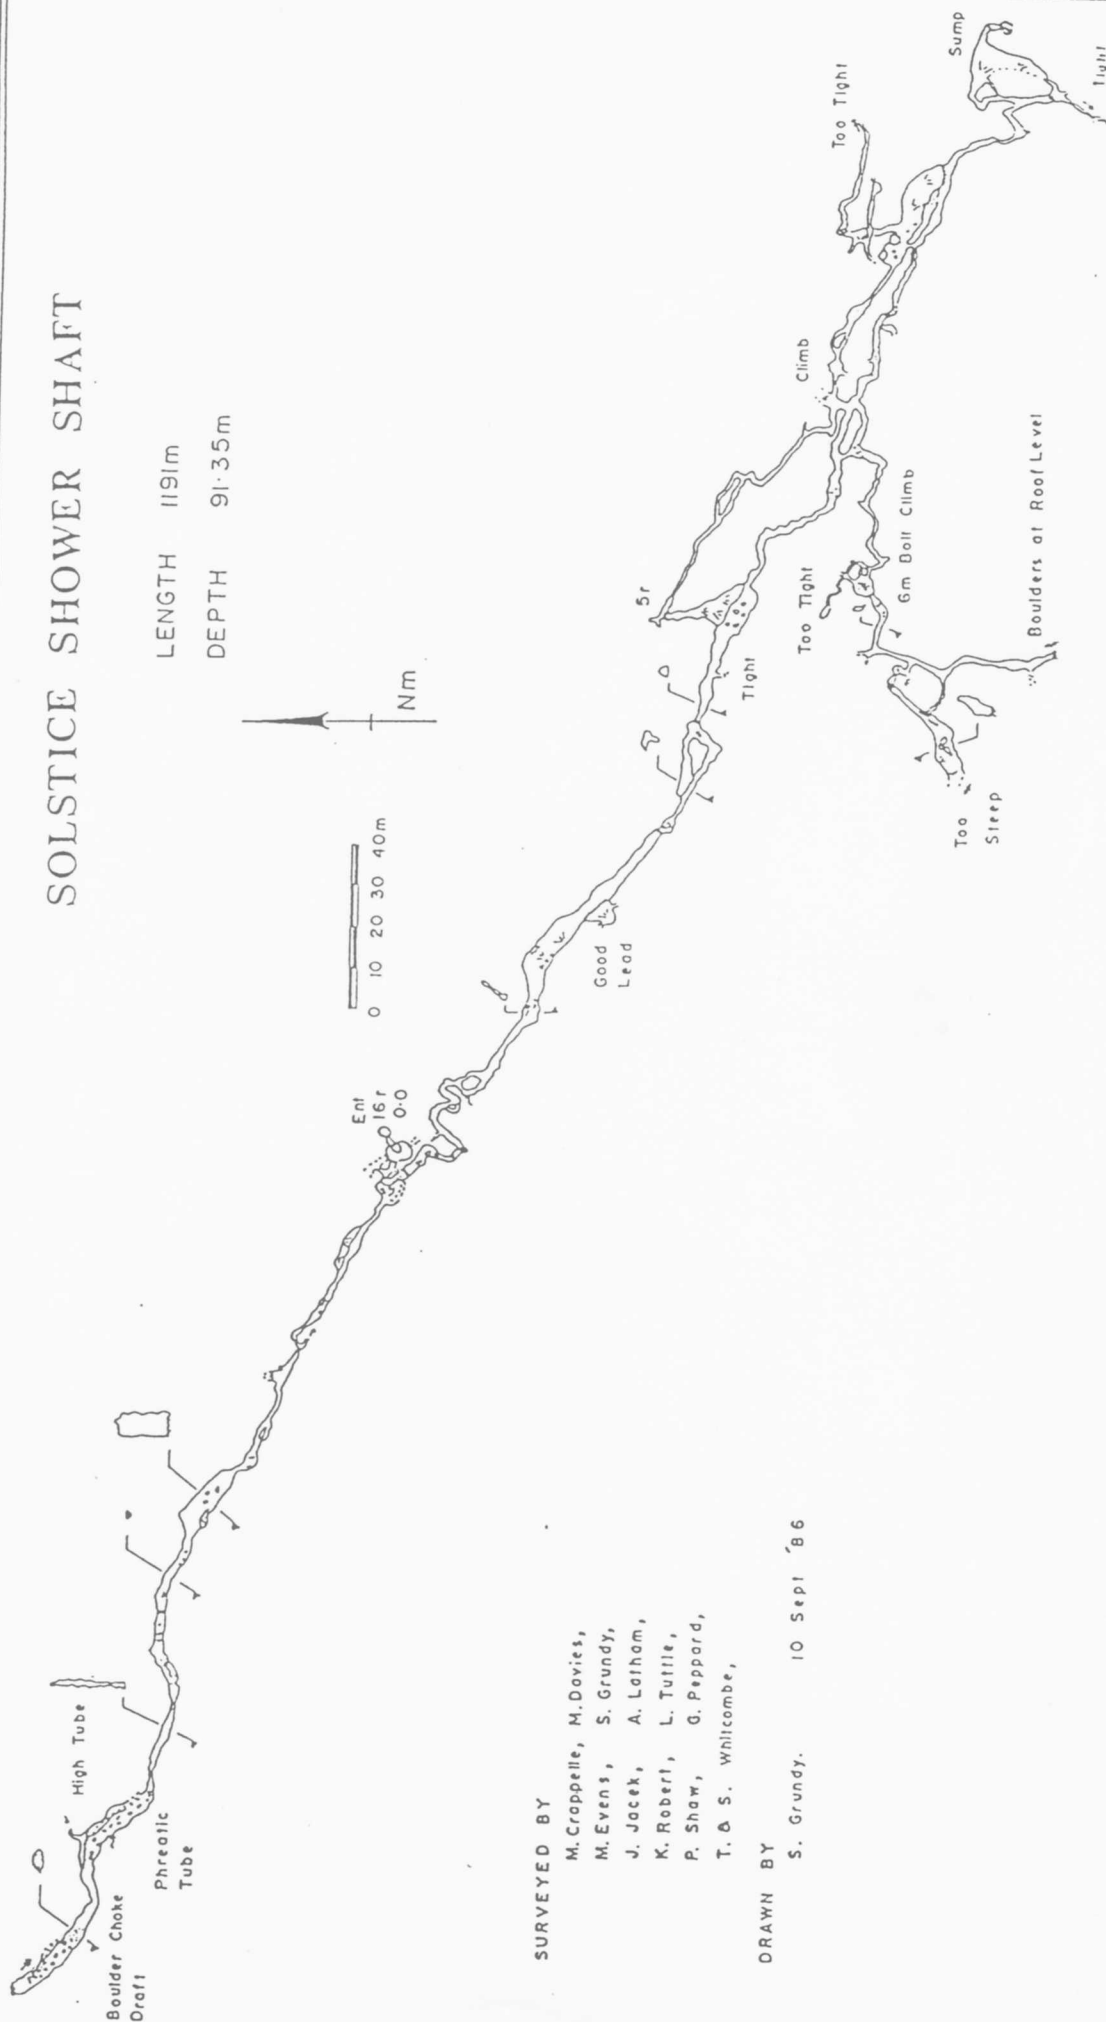 SOLSTICE SHOWER SHAFT
LENGTH 1191m
DEPTH 91·35m
Nm
0 10 20 30 40m
High Tube
Boulder Choke
Draft
Phreatic
Tube
Ent
16r
0·0
Good
Lead
5r
Tight
Too Tight
Climb
Too Tight
Sump
Tight
6m Bolt Climb
Boulders at Roof Level
Too
Steep
SURVEYED BY
M. Crappelle, M. Davies,
M. Evens, S. Grundy,
J. Jacek, A. Latham,
K. Robert, L. Tuttle,
P. Shaw, G. Peppard,
T. & S. Whitcombe,
DRAWN BY
S. Grundy. 10 Sept '86